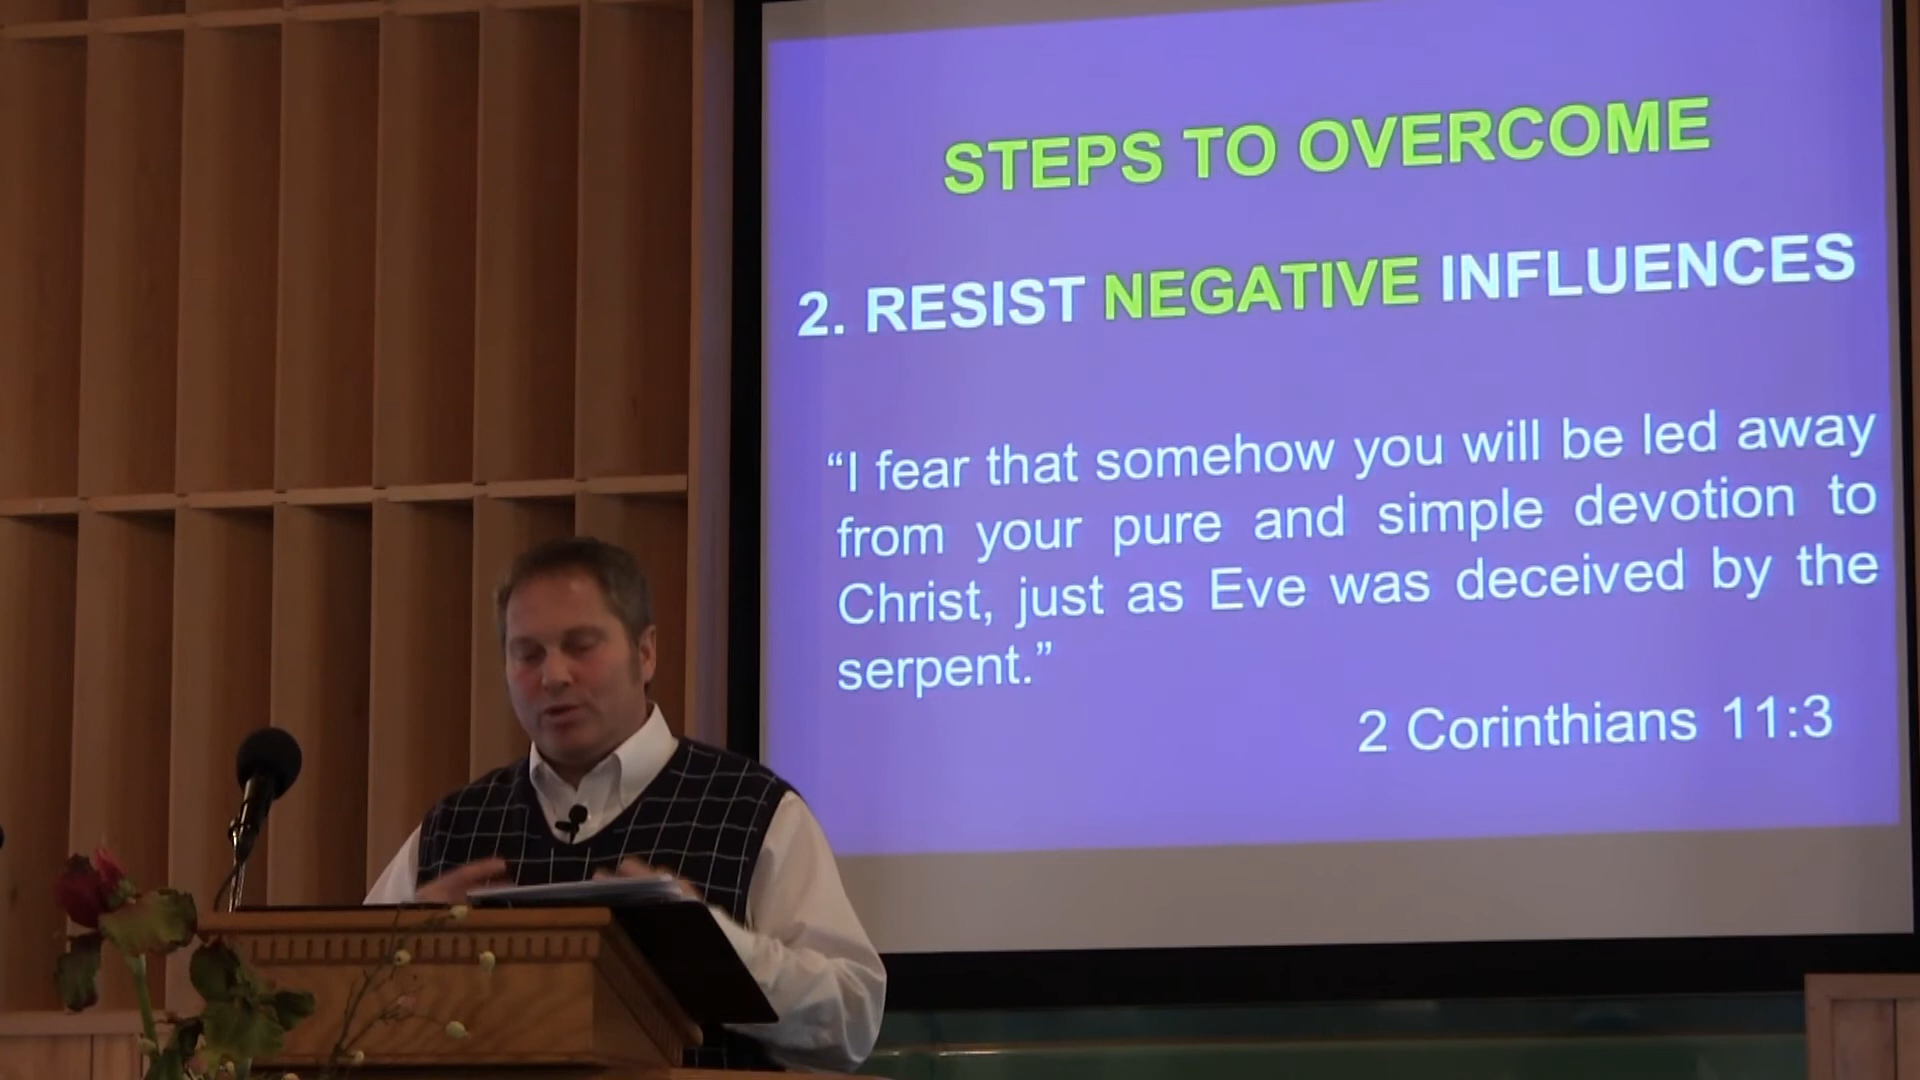 STEPS TO OVERCOME
2. RESIST NEGATIVE INFLUENCES
“I fear that somehow you will be led away
from your pure and simple devotion to
Christ, just as Eve was deceived by the
serpent.”
2 Corinthians 11:3